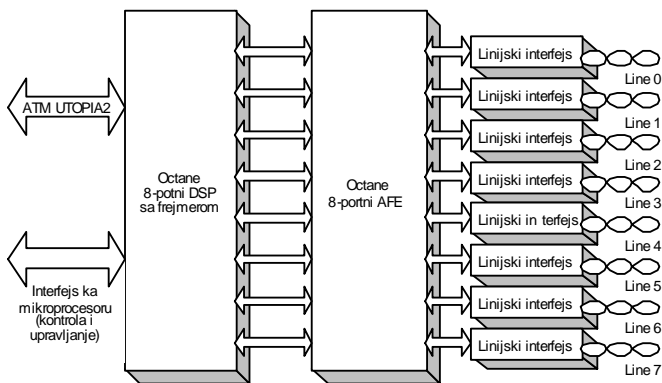 ATM UTOPIA2
Interfejs ka
mikroprocesoru
(kontrola i
upravljanje)
Octane
8-potni DSP
sa frejmerom
Octane
8-portni AFE
Linijski interfejs
Line 0
Linijski interfejs
Line 1
Linijski interfejs
Line 2
Linijski interfejs
Line 3
Linijski in terfejs
Line 4
Linijski interfejs
Line 5
Linijski interfejs
Line 6
Linijski interfejs
Line 7